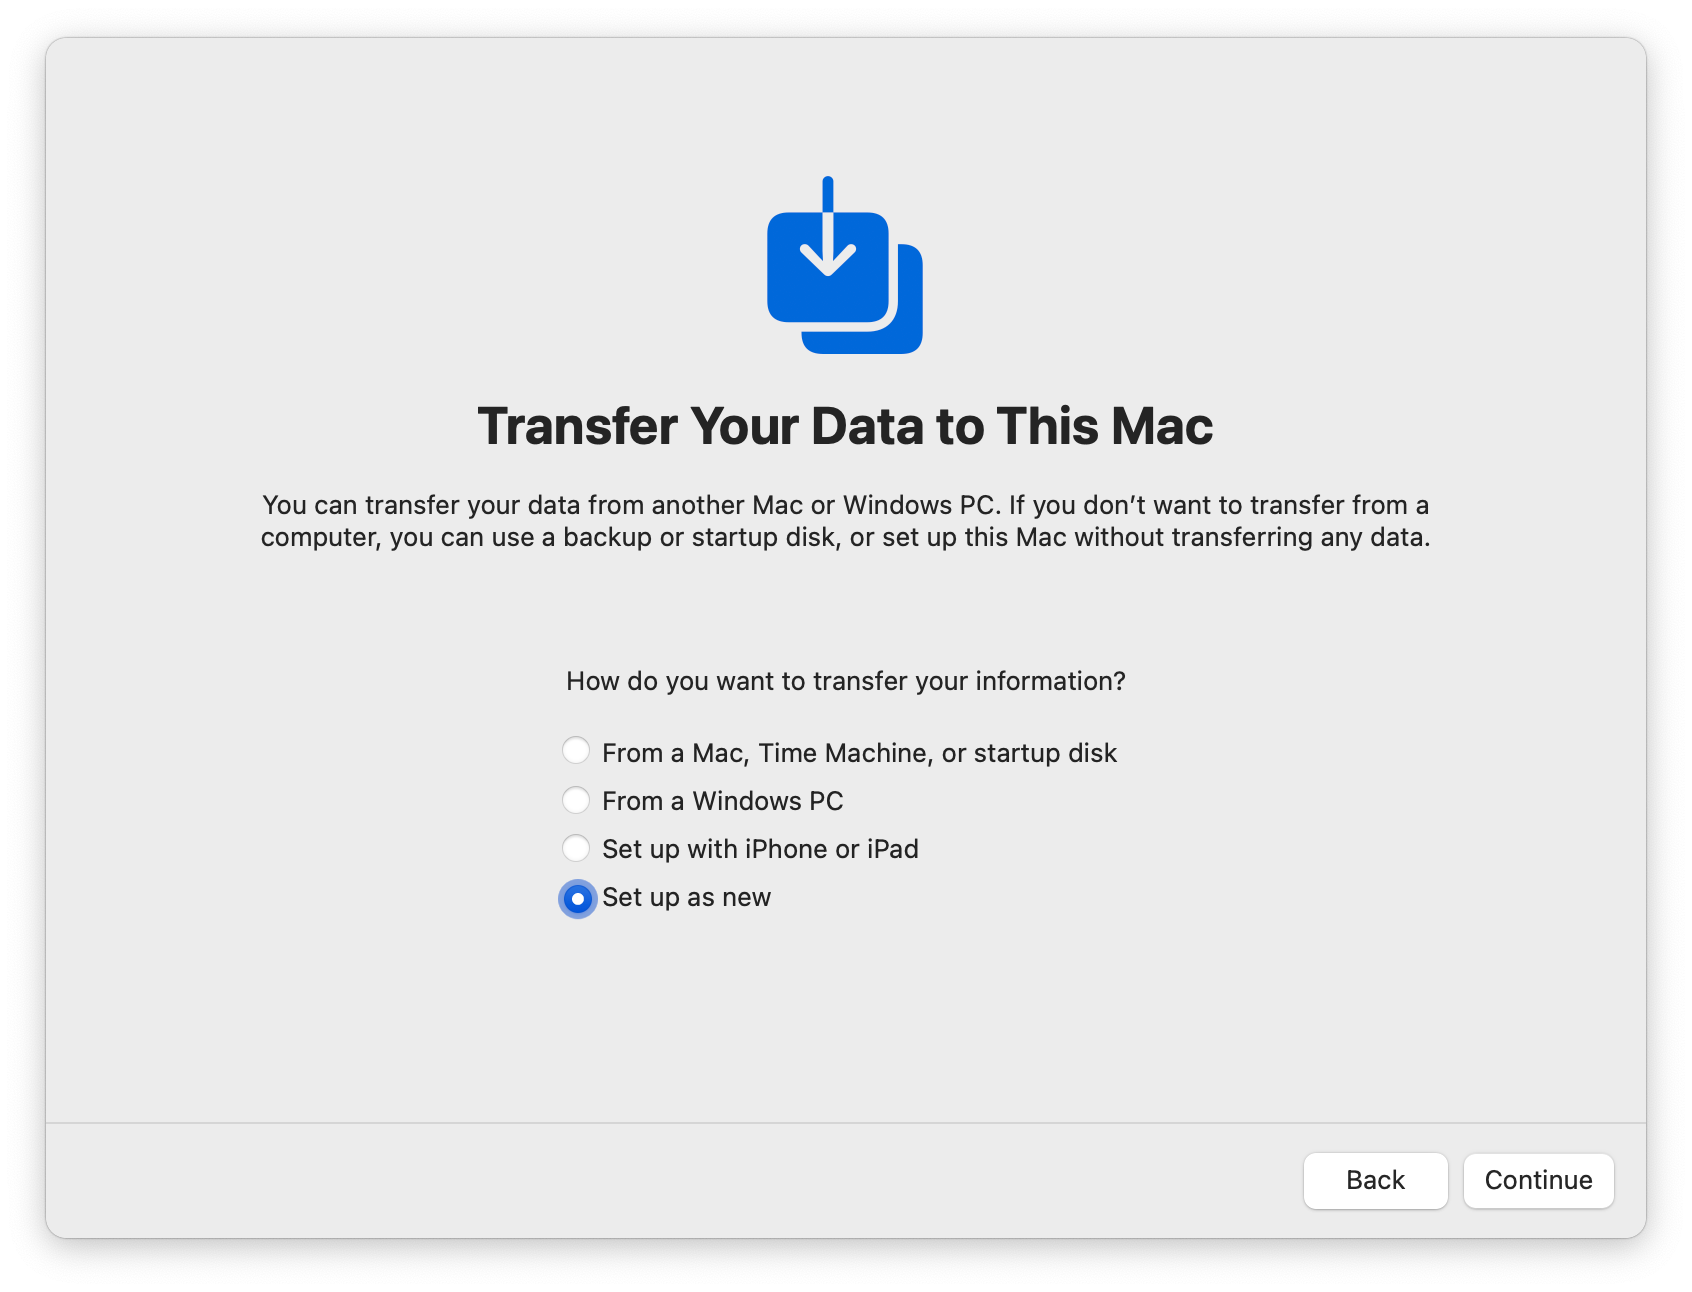 Transfer Your Data to This Mac
You can transfer your data from another Mac or Windows PC. If you don’t want to transfer from a
computer, you can use a backup or startup disk, or set up this Mac without transferring any data.
How do you want to transfer your information?
From a Mac, Time Machine, or startup disk
From a Windows PC
Set up with iPhone or iPad
Set up as new
Back
Continue